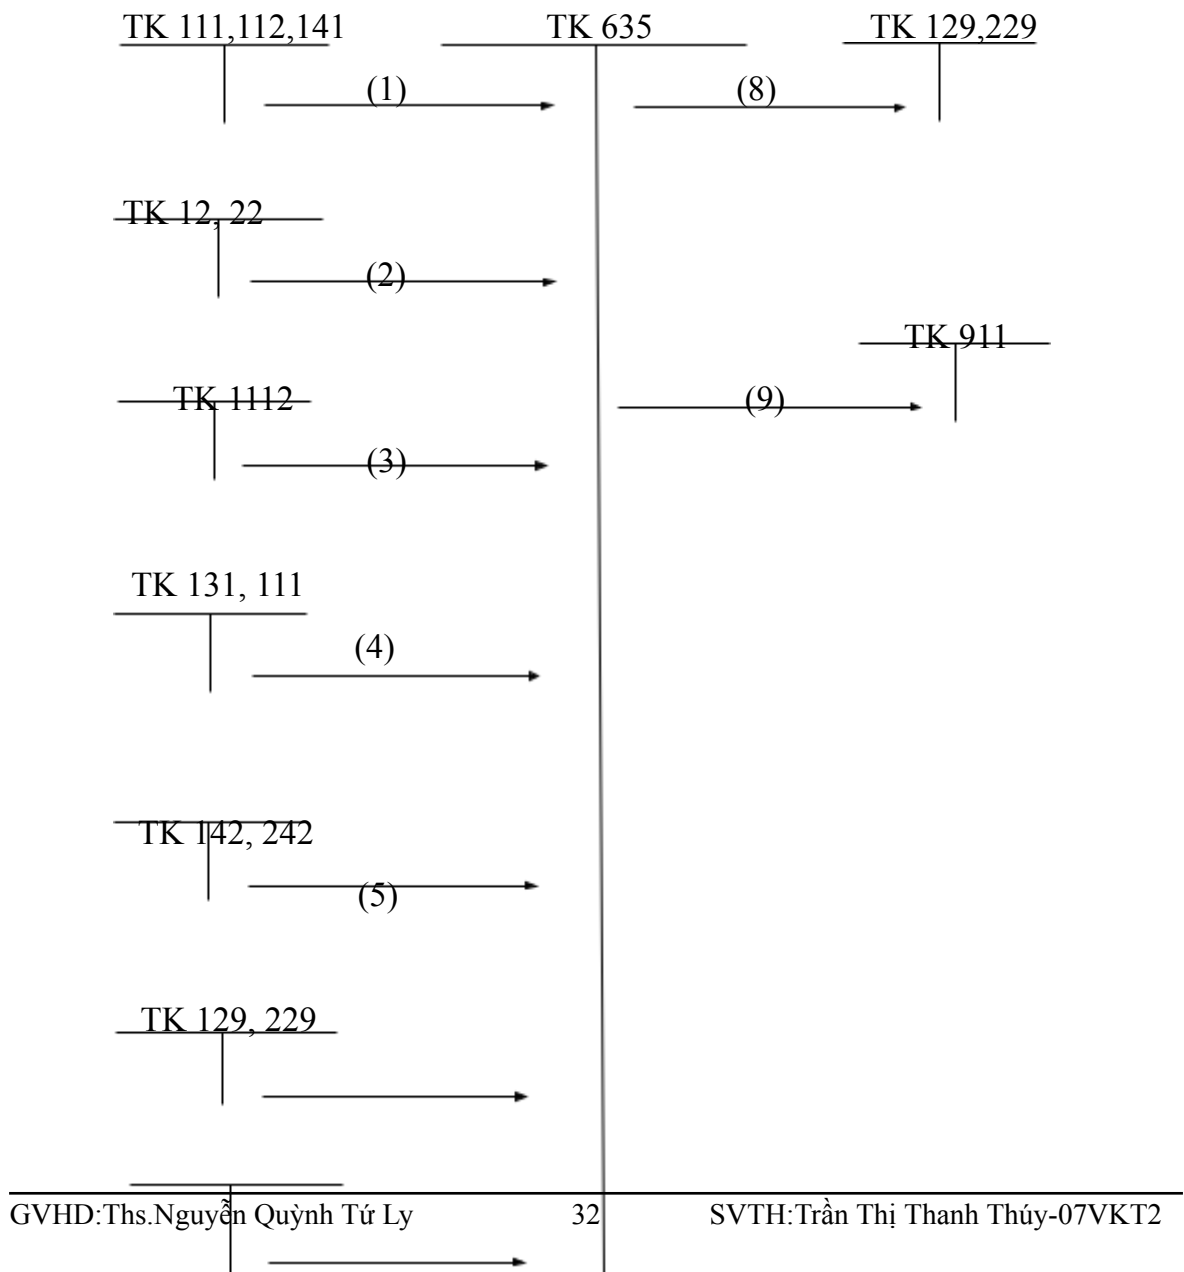 TK 111,112,141 TK 635 TK 129,229
(1) (8)
TK 12, 22
(2)
TK 911
TK 1112 (9)
(3)
TK 131, 111
(4)
TK 142, 242
(5)
TK 129, 229
GVHD:Ths.Nguyễn Quỳnh Tứ Ly 32 SVTH:Trần Thị Thanh Thúy-07VKT2